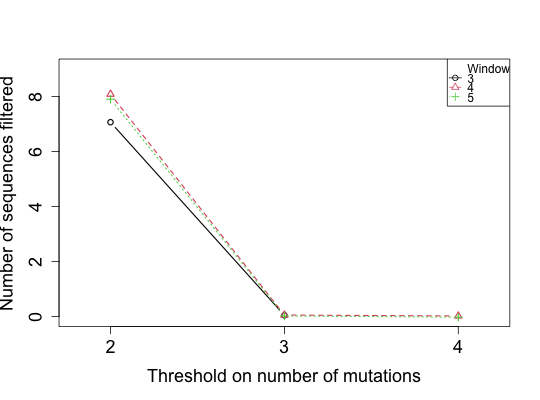 Window
3
4
5
Number of sequences filtered
8
6
4
2
0
2 3 4
Threshold on number of mutations